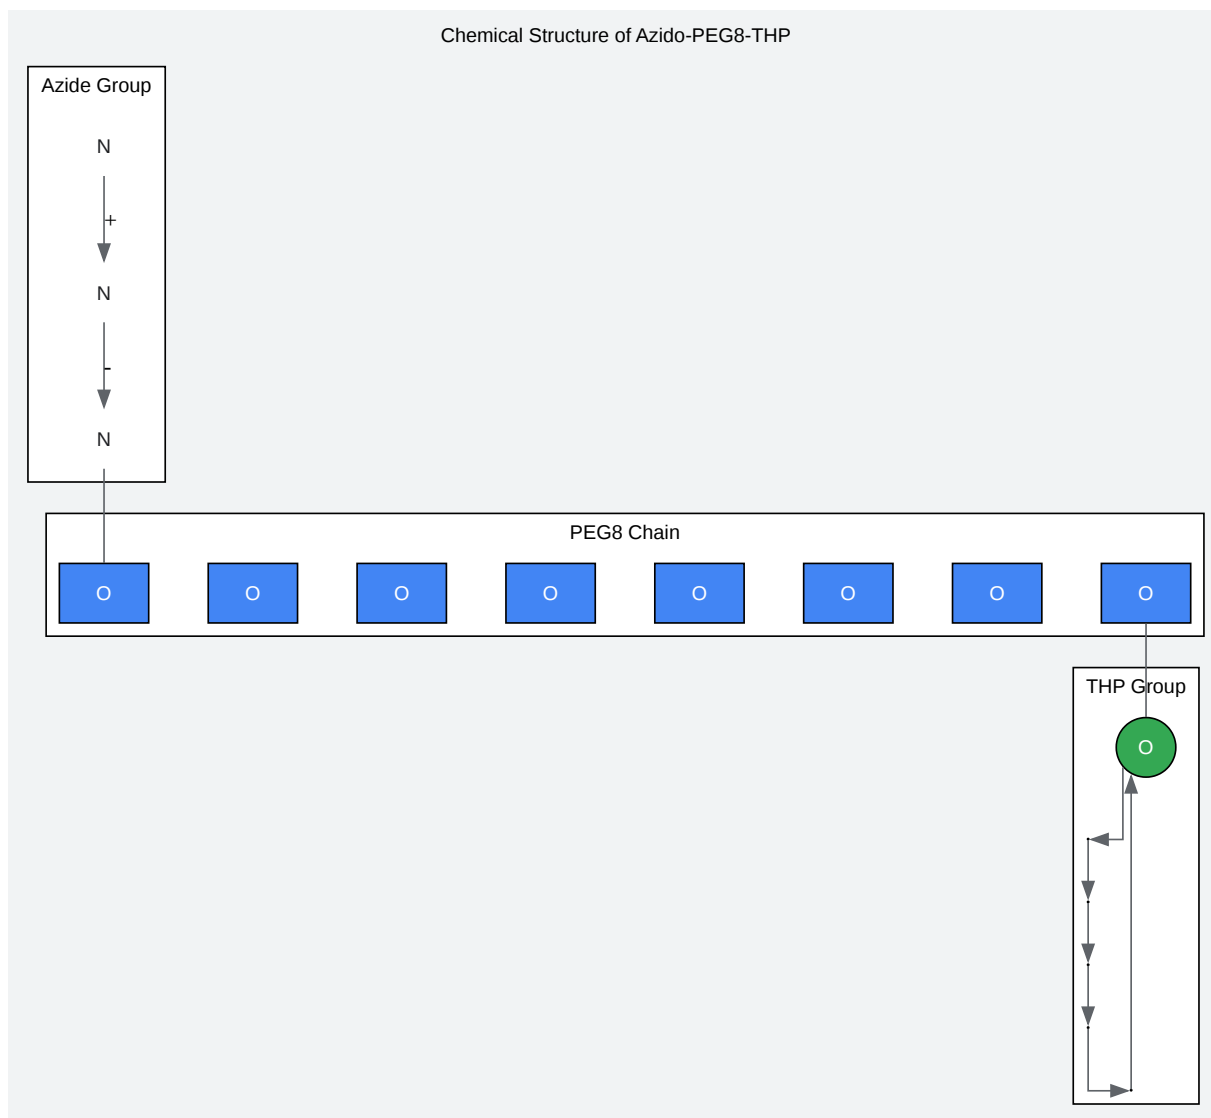 Chemical Structure of Azido-PEG8-THP
Azide Group
N
+
N
-
N
PEG8 Chain
O O O O O O O O
THP Group
O